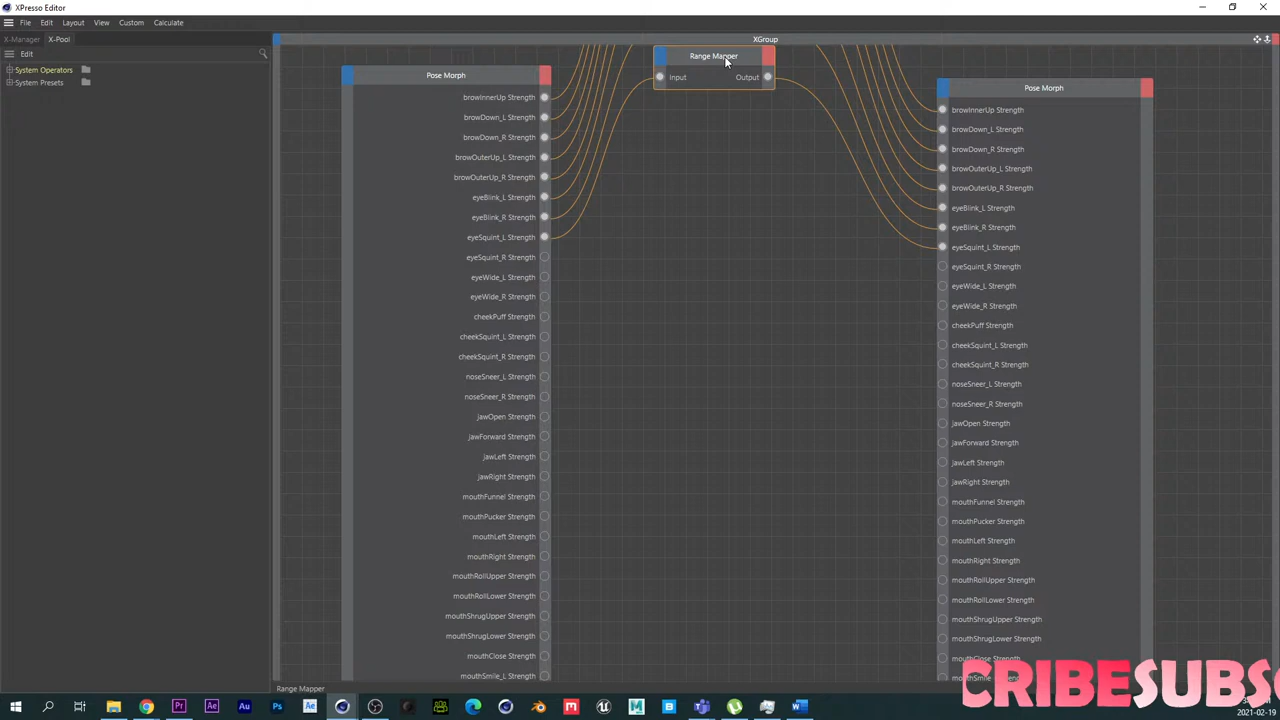 XPresso Editor
File Edit Layout View Custom Calculate
X-Manager X-Pool
Edit
System Operators
System Presets
XGroup
Range Mapper
Input Output
Pose Morph
browInnerUp Strength
browDown_L Strength
browDown_R Strength
browOuterUp_L Strength
browOuterUp_R Strength
eyeBlink_L Strength
eyeBlink_R Strength
eyeSquint_L Strength
eyeSquint_R Strength
eyeWide_L Strength
eyeWide_R Strength
cheekPuff Strength
cheekSquint_L Strength
cheekSquint_R Strength
noseSneer_L Strength
noseSneer_R Strength
jawOpen Strength
jawForward Strength
jawLeft Strength
jawRight Strength
mouthFunnel Strength
mouthPucker Strength
mouthLeft Strength
mouthRight Strength
mouthRollUpper Strength
mouthRollLower Strength
mouthShrugUpper Strength
mouthShrugLower Strength
mouthClose Strength
mouthSmile_L Strength
Pose Morph
browInnerUp Strength
browDown_L Strength
browDown_R Strength
browOuterUp_L Strength
browOuterUp_R Strength
eyeBlink_L Strength
eyeBlink_R Strength
eyeSquint_L Strength
eyeSquint_R Strength
eyeWide_L Strength
eyeWide_R Strength
cheekPuff Strength
cheekSquint_L Strength
cheekSquint_R Strength
noseSneer_L Strength
noseSneer_R Strength
jawOpen Strength
jawForward Strength
jawLeft Strength
jawRight Strength
mouthFunnel Strength
mouthPucker Strength
mouthLeft Strength
mouthRight Strength
mouthRollUpper Strength
mouthRollLower Strength
mouthShrugUpper Strength
mouthShrugLower Strength
mouthClose Strength
CRIBESUBS
Range Mapper
2021-02-19